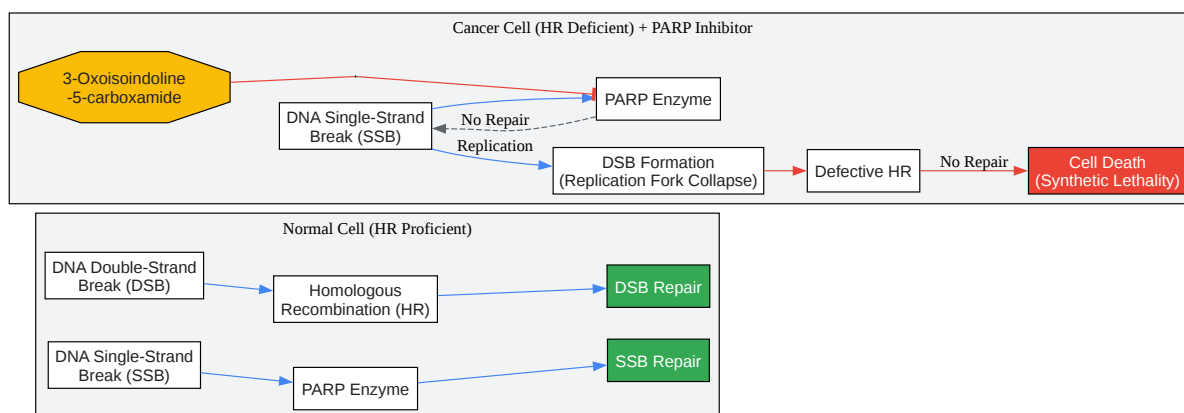 Cancer Cell (HR Deficient) + PARP Inhibitor
3-Oxoisoindoline
-5-carboxamide
PARP Enzyme
DNA Single-Strand
Break (SSB)
No Repair
Replication
DSB Formation
(Replication Fork Collapse)
Defective HR
No Repair
Cell Death
(Synthetic Lethality)
Normal Cell (HR Proficient)
DNA Double-Strand
Break (DSB)
Homologous
Recombination (HR)
DSB Repair
DNA Single-Strand
Break (SSB)
PARP Enzyme
SSB Repair